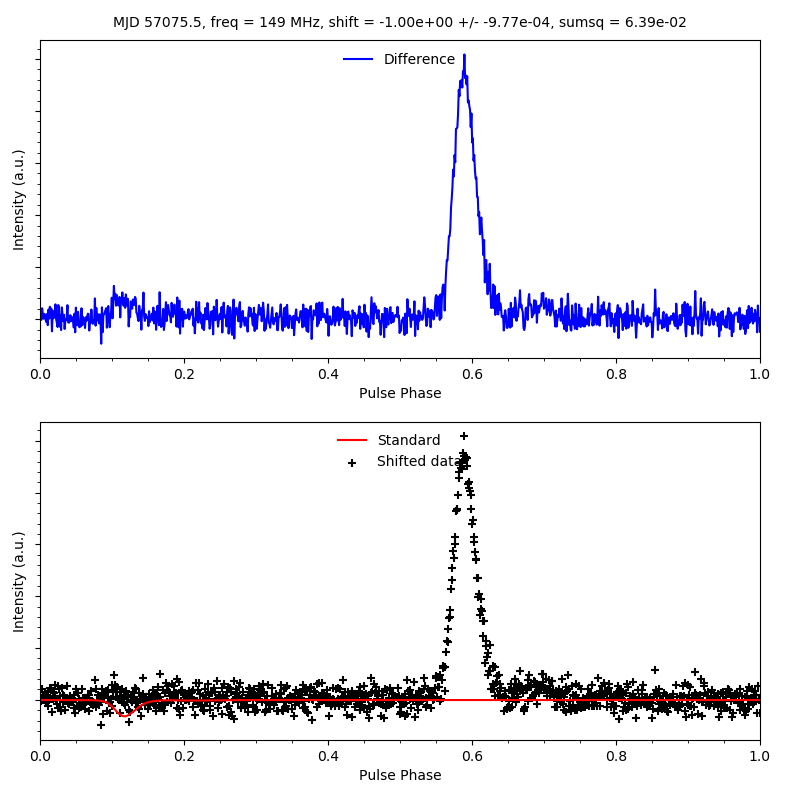 MJD 57075.5, freq = 149 MHz, shift = -1.00e+00 +/- -9.77e-04, sumsq = 6.39e-02
Difference
Intensity (a.u.)
0.0 0.2 0.4 0.6 0.8 1.0
Pulse Phase
Standard
Shifted data
Intensity (a.u.)
0.0 0.2 0.4 0.6 0.8 1.0
Pulse Phase